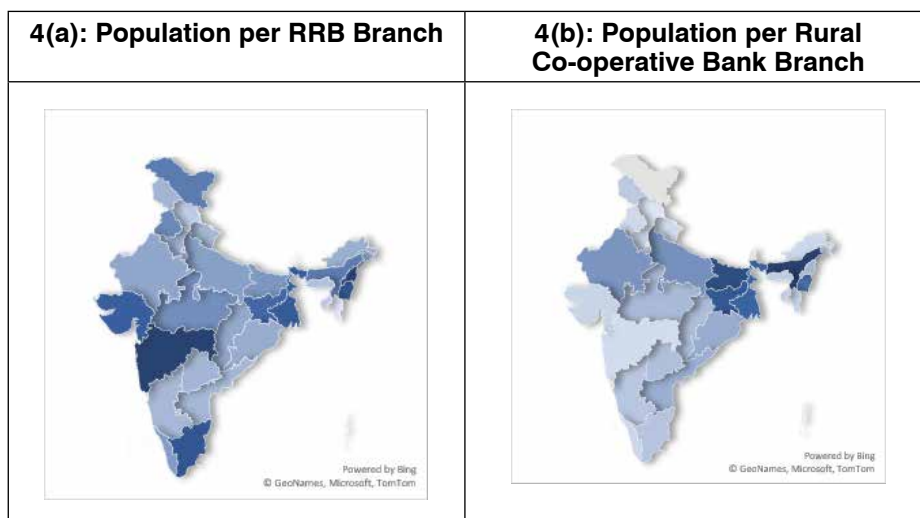 4(a): Population per RRB Branch
4(b): Population per Rural
Co-operative Bank Branch
Powered by Bing
© GeoNames, Microsoft, TomTom
Powered by Bing
© GeoNames, Microsoft, TomTom